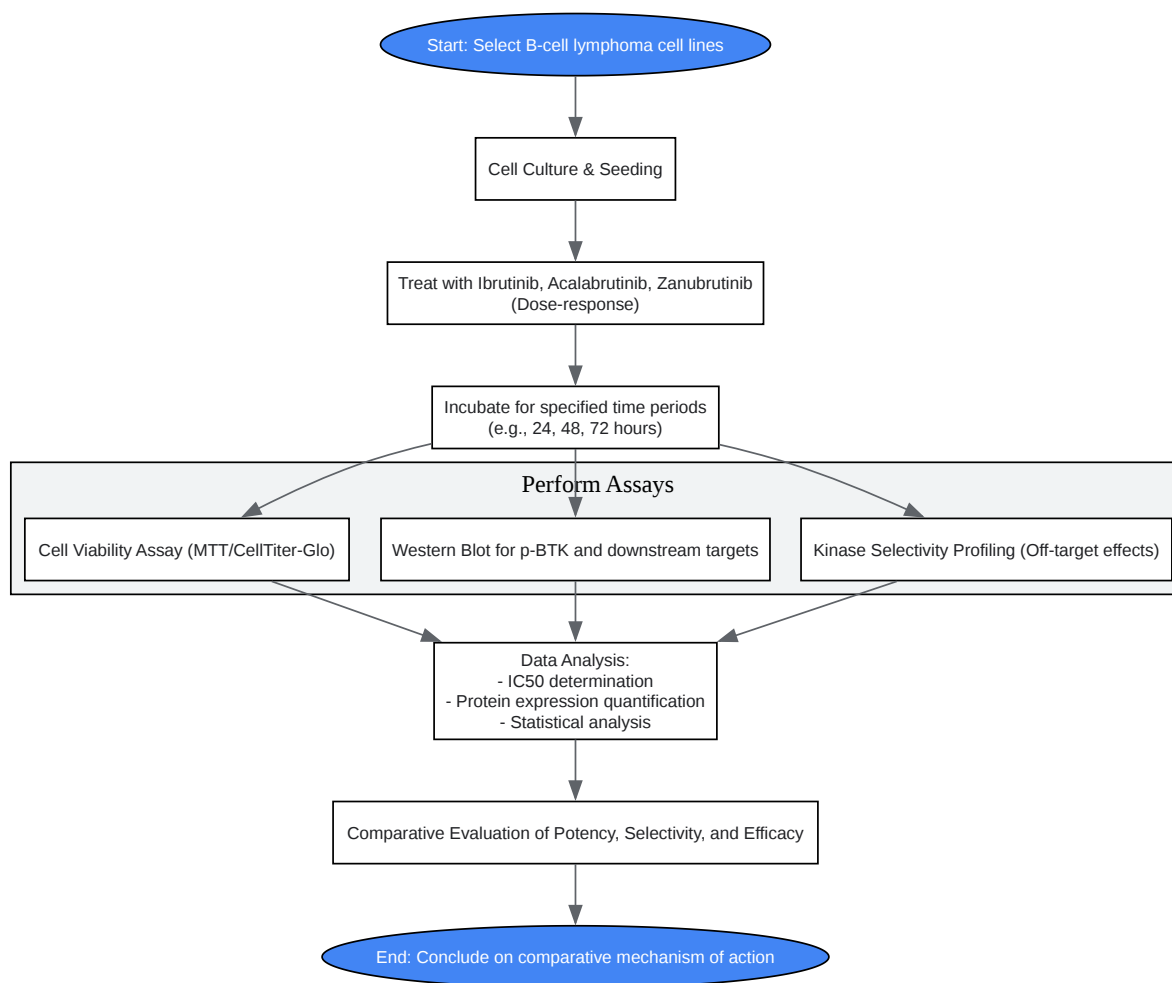 Start: Select B-cell lymphoma cell lines
Cell Culture & Seeding
Treat with Ibrutinib, Acalabrutinib, Zanubrutinib
(Dose-response)
Incubate for specified time periods
(e.g., 24, 48, 72 hours)
Perform Assays
Cell Viability Assay (MTT/CellTiter-Glo)
Western Blot for p-BTK and downstream targets
Kinase Selectivity Profiling (Off-target effects)
Data Analysis:
- IC50 determination
- Protein expression quantification
- Statistical analysis
Comparative Evaluation of Potency, Selectivity, and Efficacy
End: Conclude on comparative mechanism of action